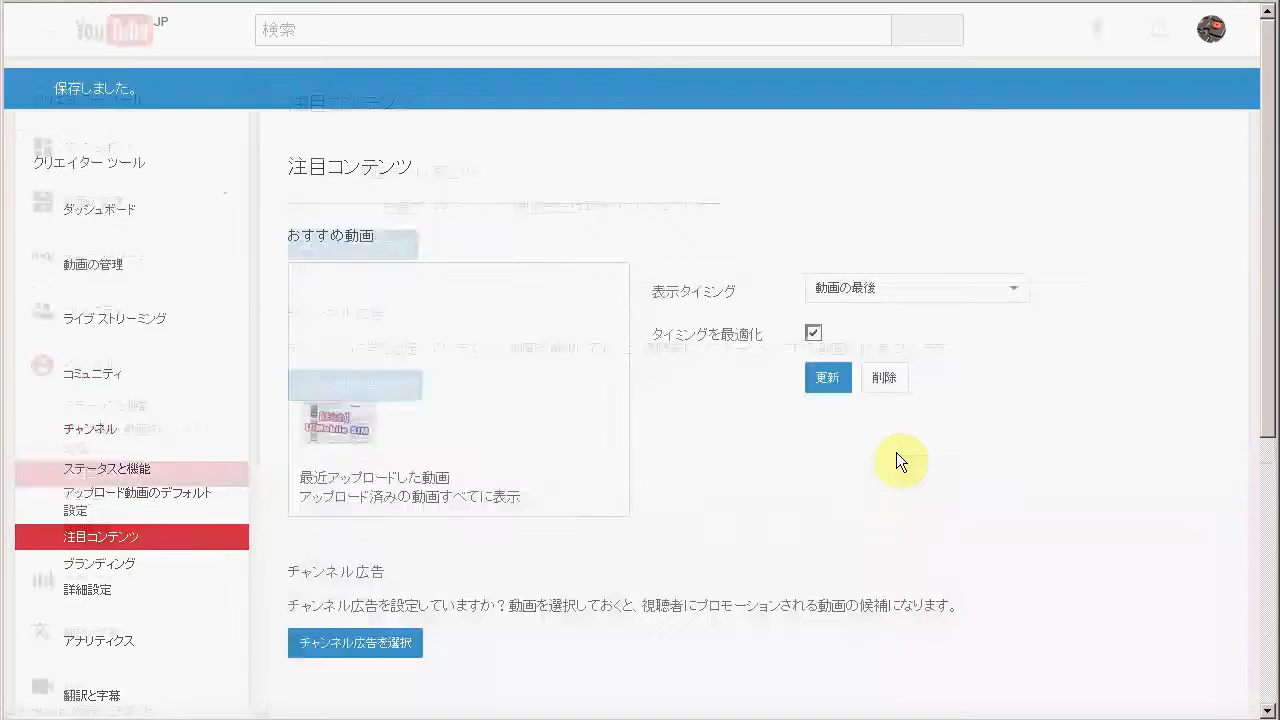 YouTube JP
検索
保存しました。
注目コンテンツ
クリエイター ツール
ダッシュボード
動画の管理
ライブ ストリーミング
コミュニティ
チャンネル
ステータスと機能
アップロード動画のデフォルト
設定
注目コンテンツ
ブランディング
詳細設定
アナリティクス
翻訳と字幕
おすすめ動画
表示タイミング
動画の最後
タイミングを最適化
更新
削除
U-Mobile SIM
最近アップロードした動画
アップロード済みの動画すべてに表示
チャンネル広告
チャンネル広告を設定していますか？動画を選択しておくと、視聴者にプロモーションされる動画の候補になります。
チャンネル広告を選択